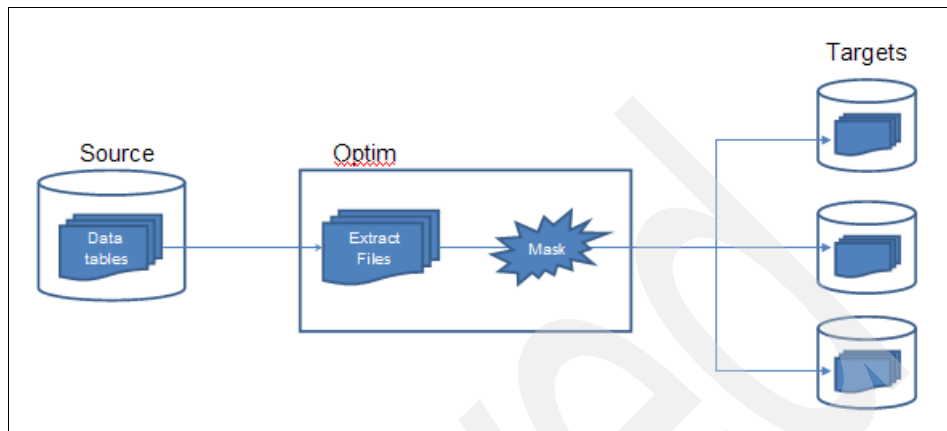 Targets
Source
Optim
Data
tables
Extract
Files
Mask